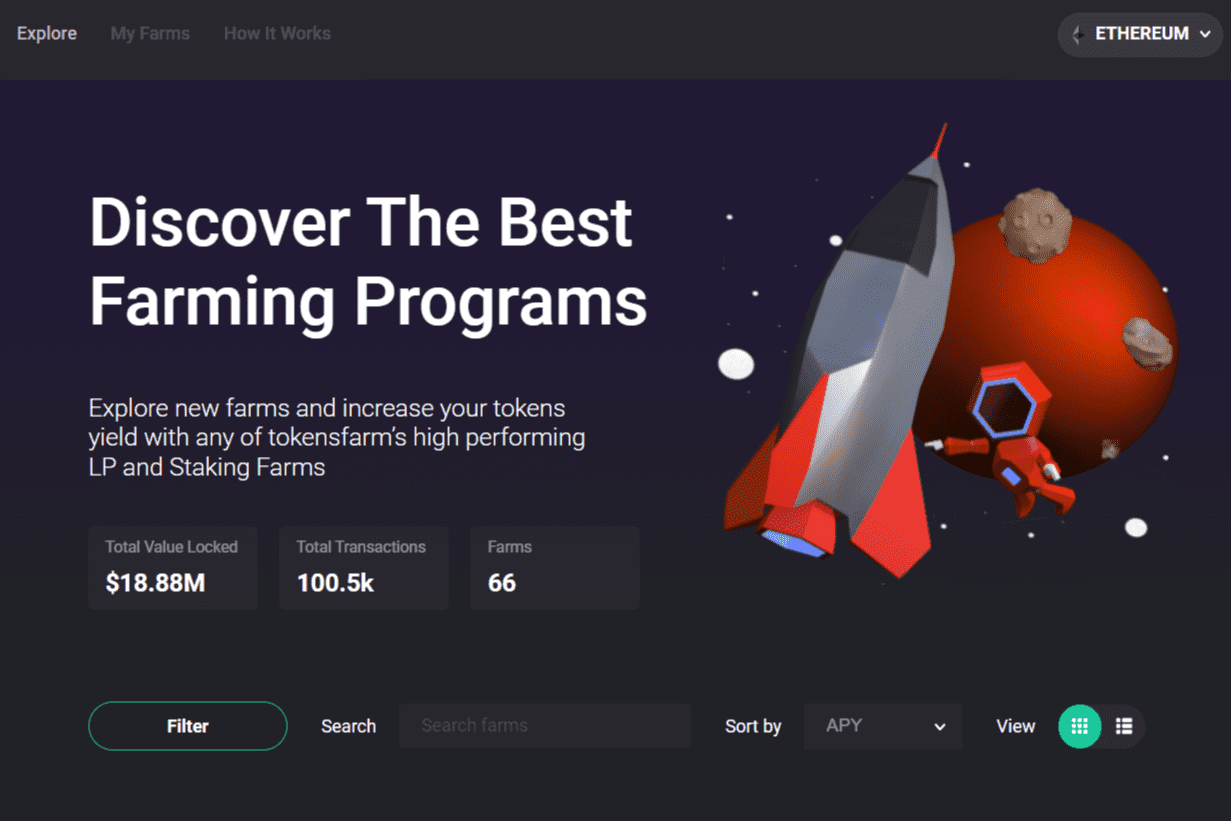 Explore My Farms How It Works ETHEREUM
Discover The Best
Farming Programs
Explore new farms and increase your tokens
yield with any of tokensfarm's high performing
LP and Staking Farms
Total Value Locked Total Transactions Farms
$18.88M 100.5k 66
Filter Search Search farms Sort by APY View